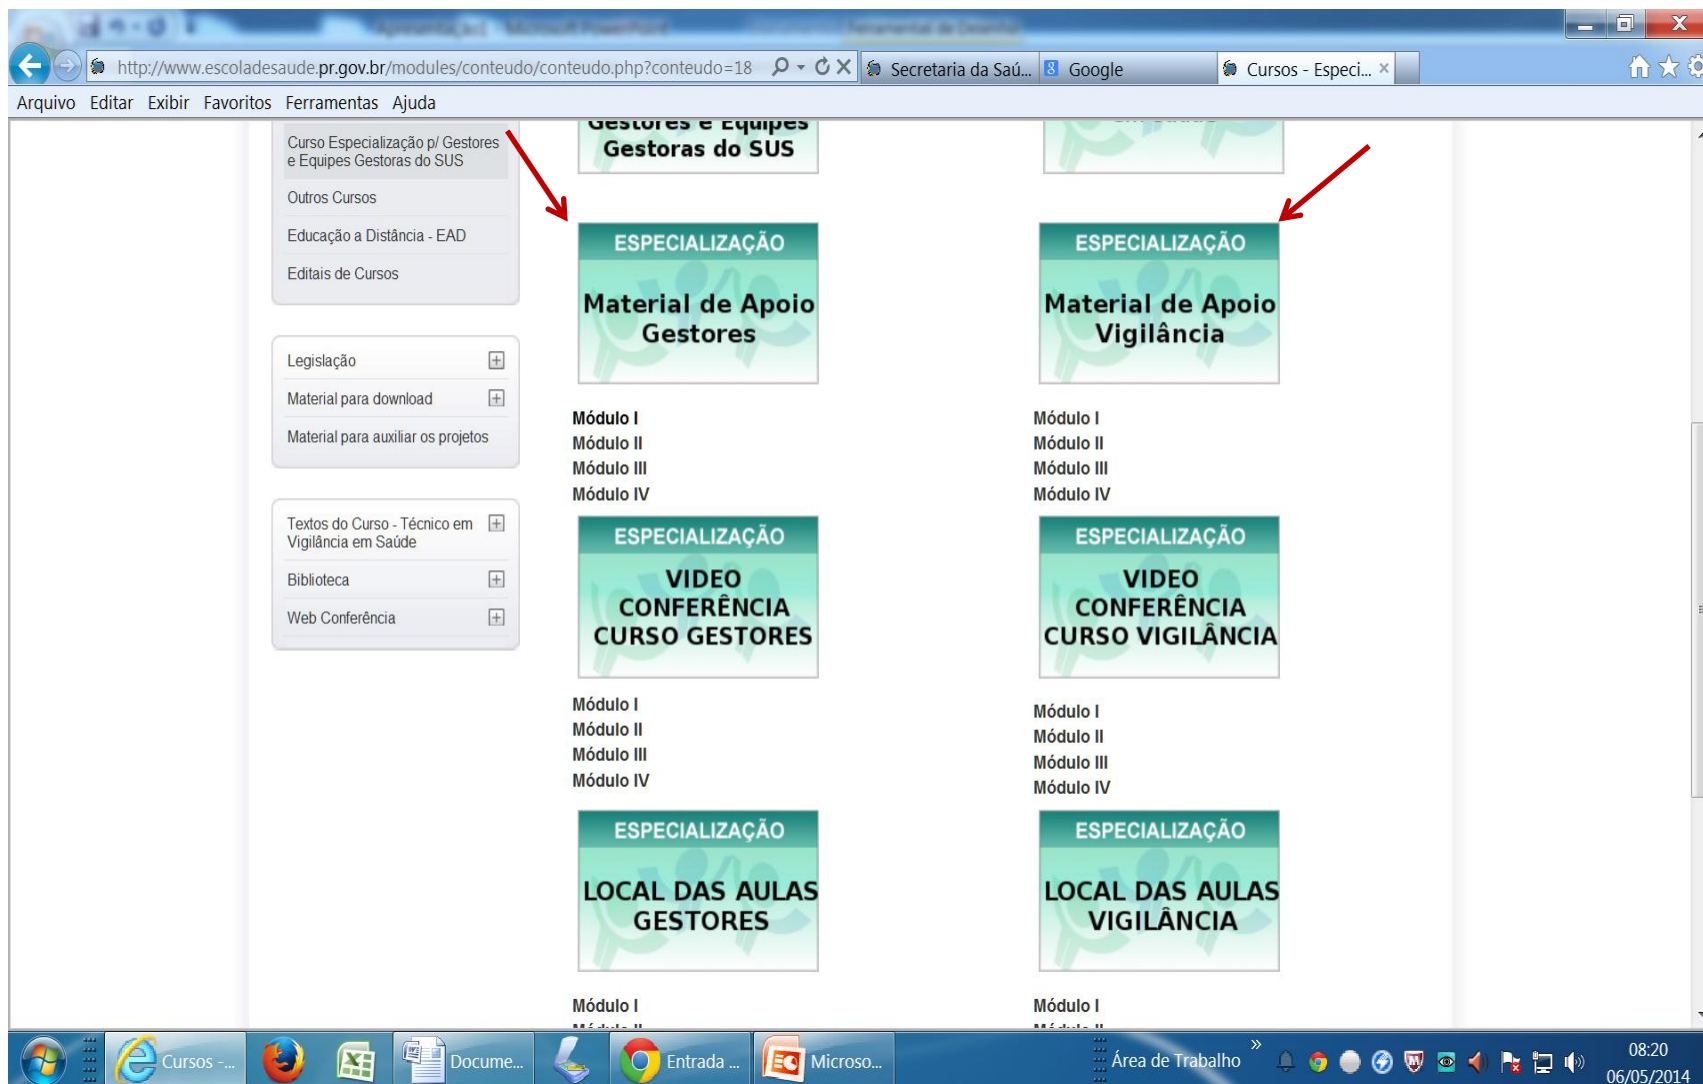 http://www.escoladesaude.pr.gov.br/modules/conteudo/conteudo.php?conteudo=18
Secretaria da Saú...
Google
Cursos - Especi...
Arquivo Editar Exibir Favoritos Ferramentas Ajuda
Curso Especialização p/ Gestores
e Equipes Gestoras do SUS
Outros Cursos
Educação a Distância - EAD
Editais de Cursos
Legislação
Material para download
Material para auxiliar os projetos
Textos do Curso - Técnico em
Vigilância em Saúde
Biblioteca
Web Conferência
Gestores e Equipes
Gestoras do SUS
ESPECIALIZAÇÃO
Material de Apoio
Gestores
Módulo I
Módulo II
Módulo III
Módulo IV
ESPECIALIZAÇÃO
VIDEO
CONFERÊNCIA
CURSO GESTORES
Módulo I
Módulo II
Módulo III
Módulo IV
ESPECIALIZAÇÃO
LOCAL DAS AULAS
GESTORES
Módulo I
Módulo II
ESPECIALIZAÇÃO
Material de Apoio
Vigilância
Módulo I
Módulo II
Módulo III
Módulo IV
ESPECIALIZAÇÃO
VIDEO
CONFERÊNCIA
CURSO VIGILÂNCIA
Módulo I
Módulo II
Módulo III
Módulo IV
ESPECIALIZAÇÃO
LOCAL DAS AULAS
VIGILÂNCIA
Módulo I
Módulo II
Cursos -...
Docume...
Entrada ...
Microso...
Área de Trabalho
08:20
06/05/2014